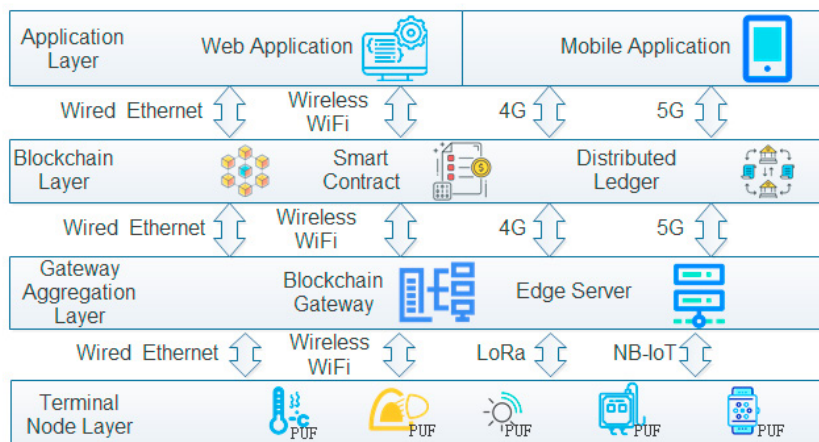 Application
Layer
Web Application
Mobile Application
Wired Ethernet
Wireless
WiFi
4G
5G
Blockchain
Layer
Smart
Contract
Distributed
Ledger
Wired Ethernet
Wireless
WiFi
4G
5G
Gateway
Aggregation
Layer
Blockchain
Gateway
Edge Server
Wired Ethernet
Wireless
WiFi
LoRa
NB-IoT
Terminal
Node Layer
°C
PUF
PUF
PUF
PUF
PUF